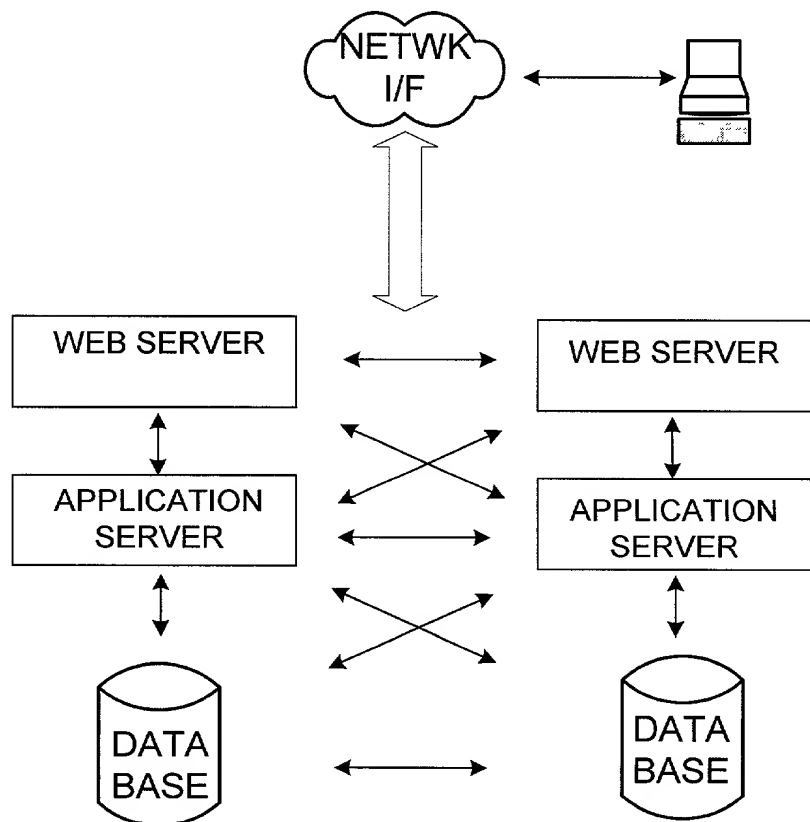 NETWK
I/F
WEB SERVER
WEB SERVER
APPLICATION
SERVER
APPLICATION
SERVER
DATA
BASE
DATA
BASE